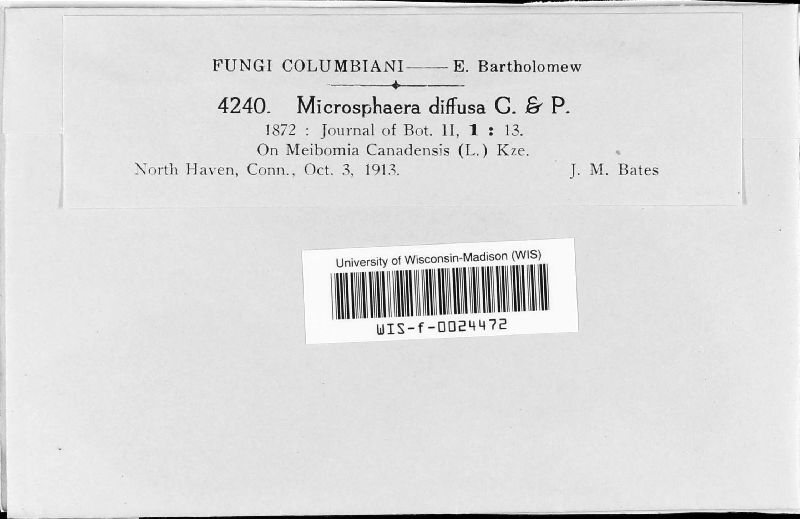 FUNGI COLUMBIANI—— E. Bartholomew
4240. Microsphaera diffusa C. & P.
1872 : Journal of Bot. II, 1 : 13.
On Meibomia Canadensis (L.) Kze.
North Haven, Conn., Oct. 3, 1913. J. M. Bates
University of Wisconsin-Madison (WIS)
WIS-f-0024472